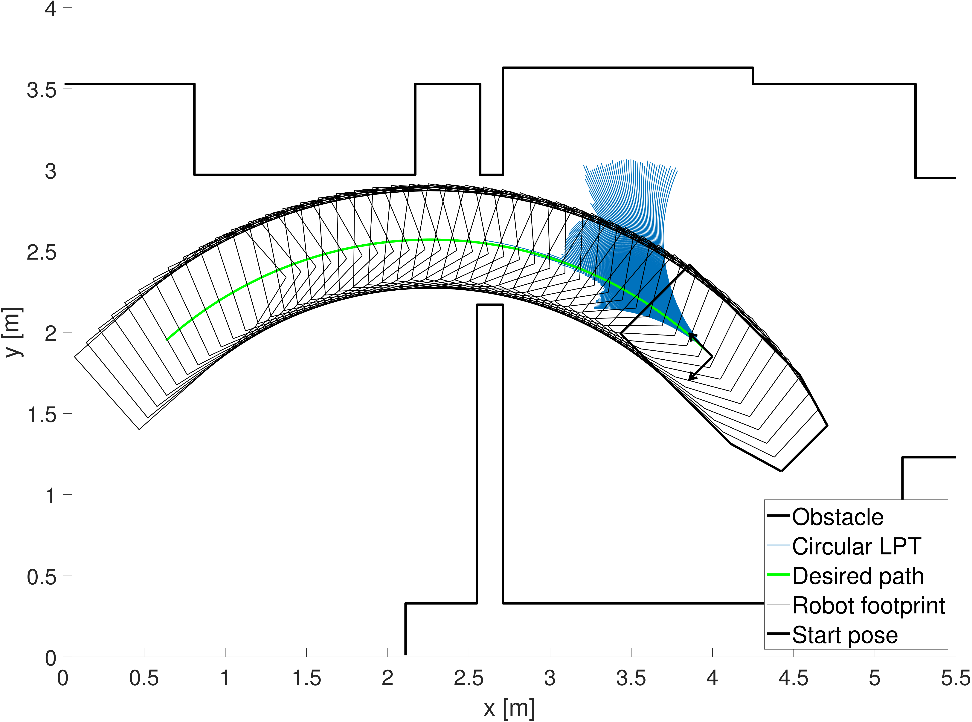 4
3.5
3
2.5
2
1.5
1
0.5
0
y [m]
0 0.5 1 1.5 2 2.5 3 3.5 4 4.5 5 5.5
x [m]
Obstacle
Circular LPT
Desired path
Robot footprint
Start pose